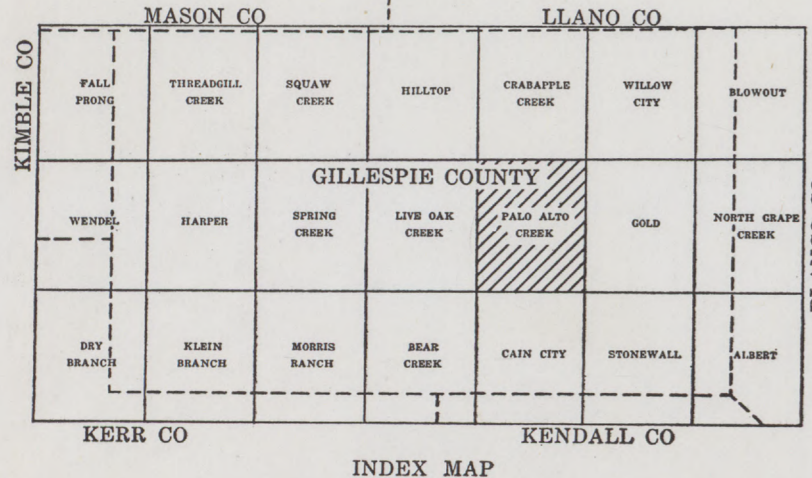 MASON CO
LLANO CO
KIMBLE CO
FALL
PRONG
THREADGILL
CREEK
SQUAW
CREEK
HILLTOP
CRABAPPLE
CREEK
WILLOW
CITY
BLOWOUT
GILLESPIE COUNTY
WENDEL
HARPER
SPRING
CREEK
LIVE OAK
CREEK
PALO ALTO
CREEK
GOLD
NORTH GRAPE
CREEK
DRY
BRANCH
KLEIN
BRANCH
MORRIS
RANCH
BEAR
CREEK
CAIN CITY
STONEWALL
ALBERT
KERR CO
KENDALL CO
INDEX MAP